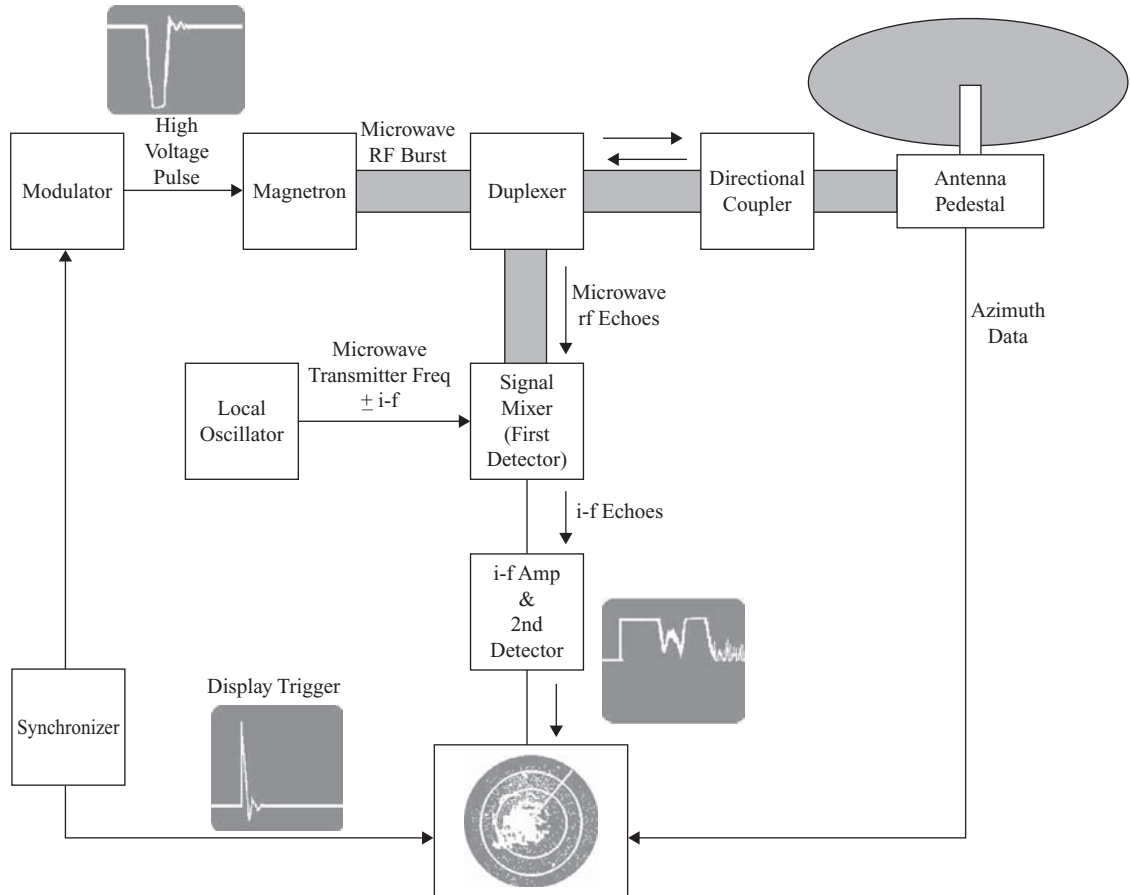 High
Voltage
Pulse
Modulator
Magnetron
Microwave
RF Burst
Duplexer
Directional
Coupler
Antenna
Pedestal
Microwave
rf Echoes
Azimuth
Data
Microwave
Transmitter Freq
± i-f
Local
Oscillator
Signal
Mixer
(First
Detector)
i-f Echoes
i-f Amp
&
2nd
Detector
Display Trigger
Synchronizer